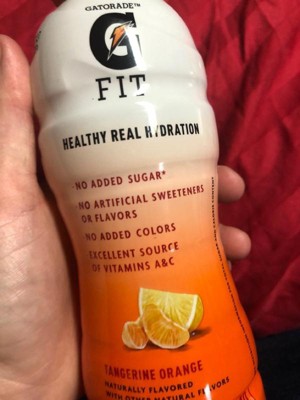 GATORADE™
G
FIT
HEALTHY REAL HYDRATION
NO ADDED SUGAR*
NO ARTIFICIAL SWEETENERS
OR FLAVORS
NO ADDED COLORS
EXCELLENT SOURCE
OF VITAMINS A&C
TANGERINE ORANGE
NATURALLY FLAVORED
WITH OTHER NATURAL FLAVORS